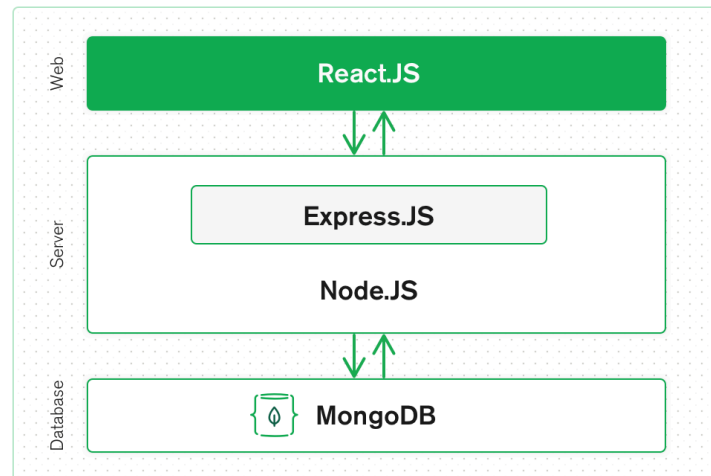 Web
React.JS
Server
Express.JS
Node.JS
Database
MongoDB